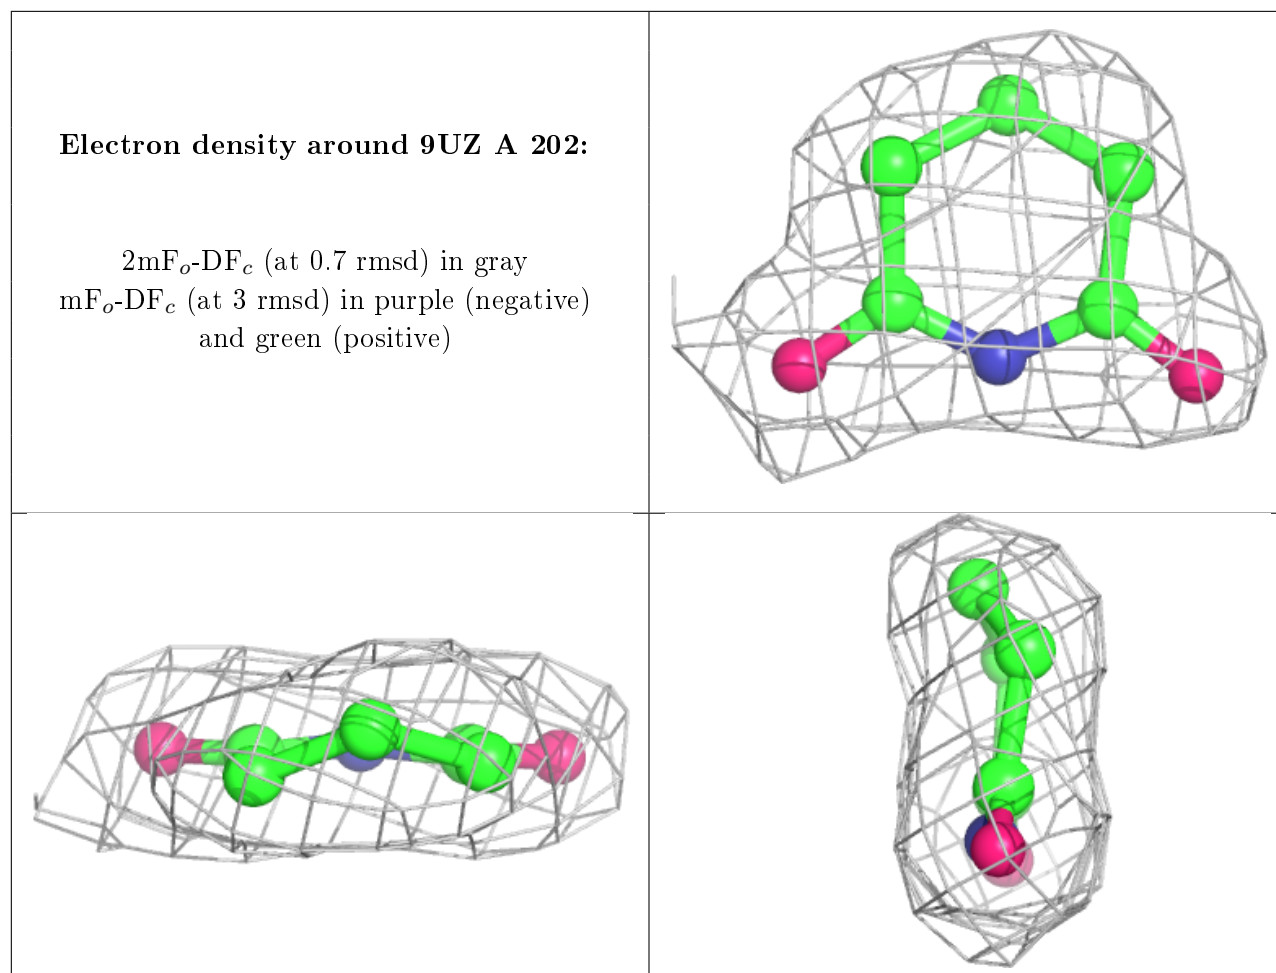 Electron density around 9UZ A 202:
2mFₒ-DF𝒸 (at 0.7 rmsd) in gray
mFₒ-DF𝒸 (at 3 rmsd) in purple (negative)
and green (positive)